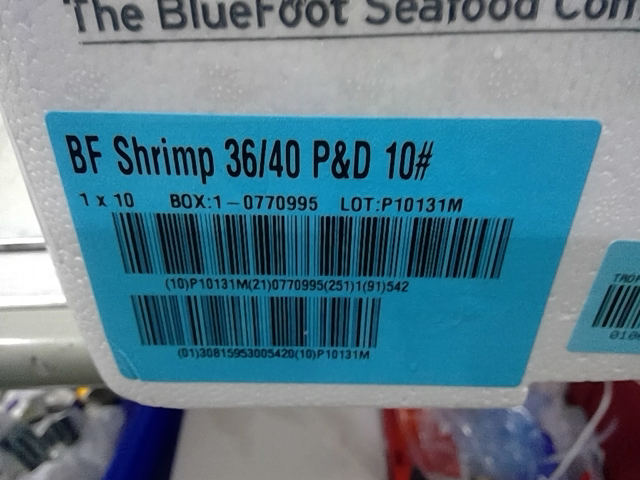 The BlueFoot Seafood Com
BF Shrimp 36/40 P&D 10#
1 x 10 BOX:1-0770995 LOT:P10131M
(10)P10131M(21)0770995(251)1(91)542
(01)30815953005420(10)P10131M